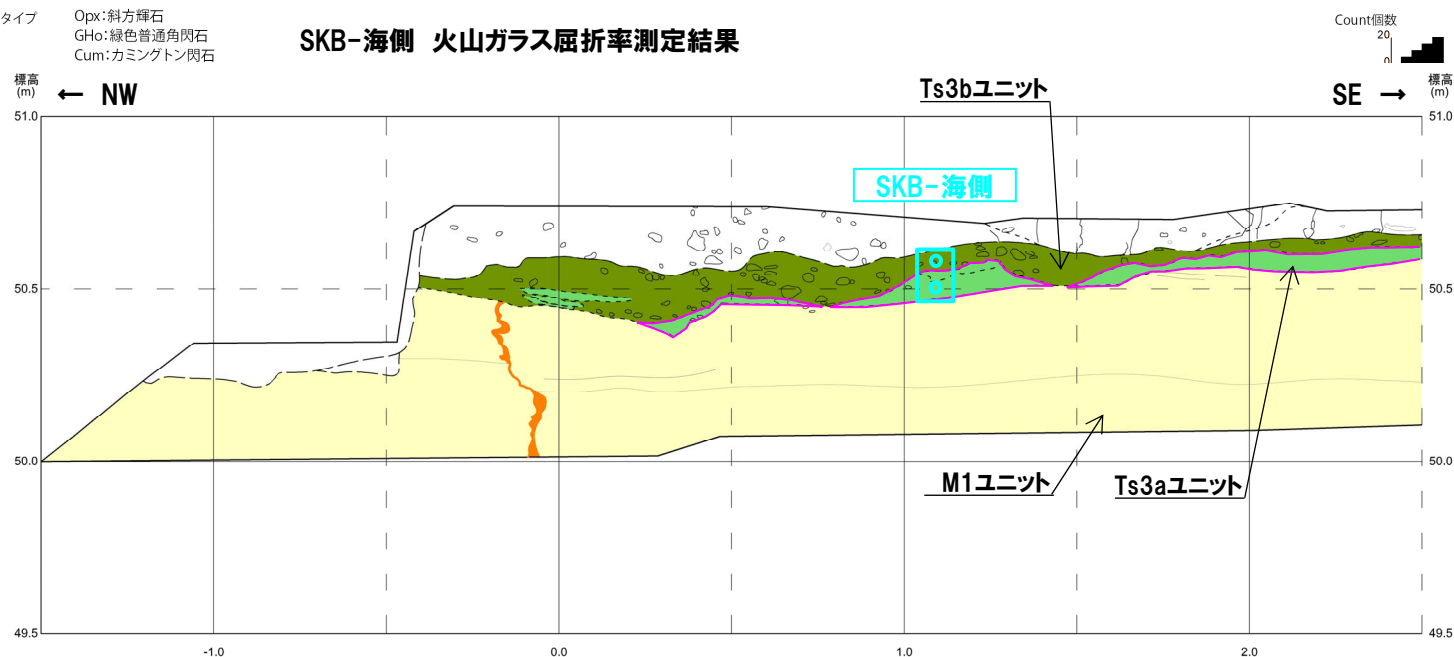 タイプ
Opx:斜方輝石
GHo:緑色普通角閃石
Cum:カミングトン閃石
SKB-海側 火山ガラス屈折率測定結果
Count個数
20
0
標高
(m)
← NW
Ts3bユニット
SE →
標高
(m)
51.0
51.0
SKB-海側
50.5
50.5
50.0
50.0
M1ユニット
Ts3aユニット
49.5
49.5
-1.0
0.0
1.0
2.0